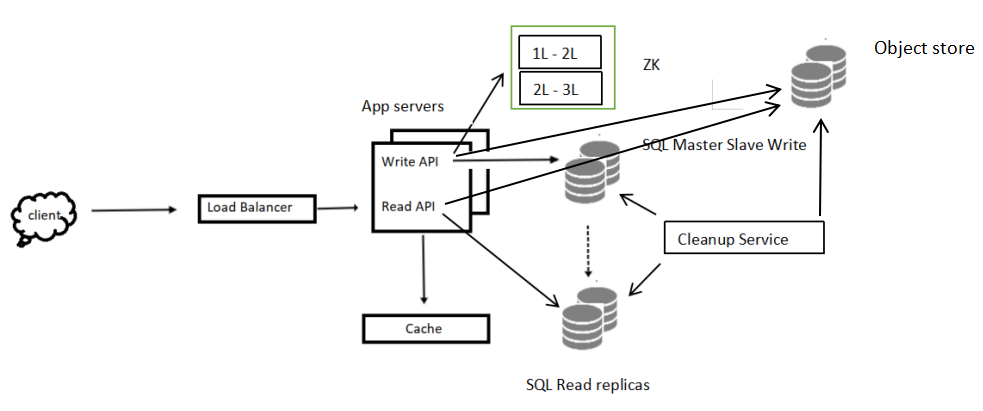 Object store
1L - 2L
ZK
2L - 3L
App servers
SQL Master Slave Write
Write API
client
Load Balancer
Read API
Cleanup Service
Cache
SQL Read replicas